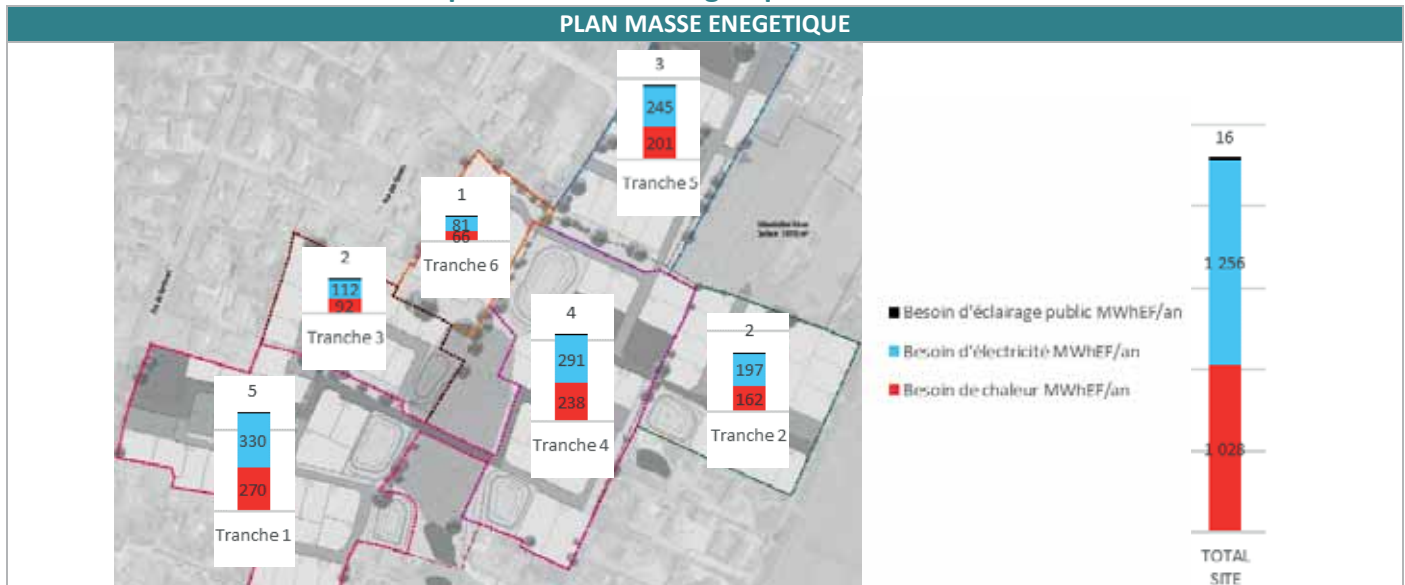 PLAN MASSE ENEGETIQUE
3
245
201
Tranche 5
1
81
66
Tranche 6
2
112
92
Tranche 3
4
291
238
Tranche 4
2
197
162
Tranche 2
5
330
270
Tranche 1
Besoin d'éclairage public MWhEF/an
Besoin d'électricité MWhEF/an
Besoin de chaleur MWhEF/an
16
1 256
1 028
TOTAL
SITE